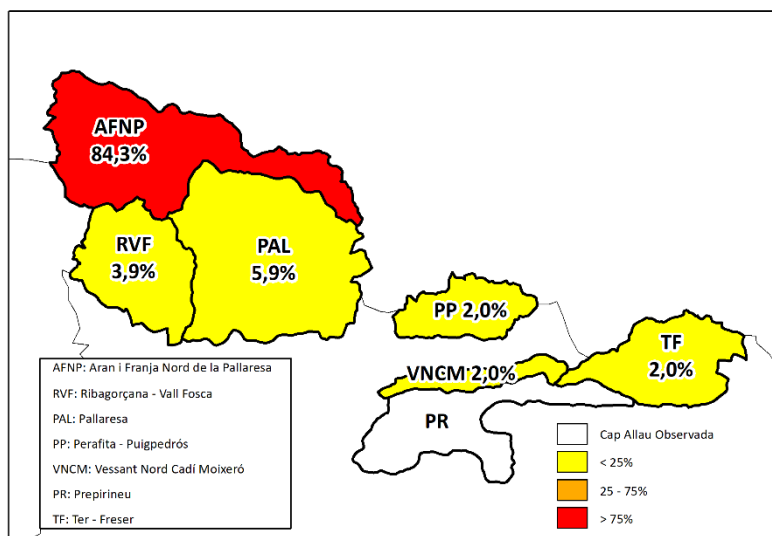 AFNP
84,3%
RVF
3,9%
PAL
5,9%
PP 2,0%
TF
2,0%
VNCM 2,0%
PR
AFNP: Aran i Franja Nord de la Pallaresa
RVF: Ribagorçana - Vall Fosca
PAL: Pallaresa
PP: Perafita - Puigpedrós
VNCM: Vessant Nord Cadí Moixeró
PR: Prepirineu
TF: Ter - Freser
Cap Allau Observada
< 25%
25 - 75%
> 75%